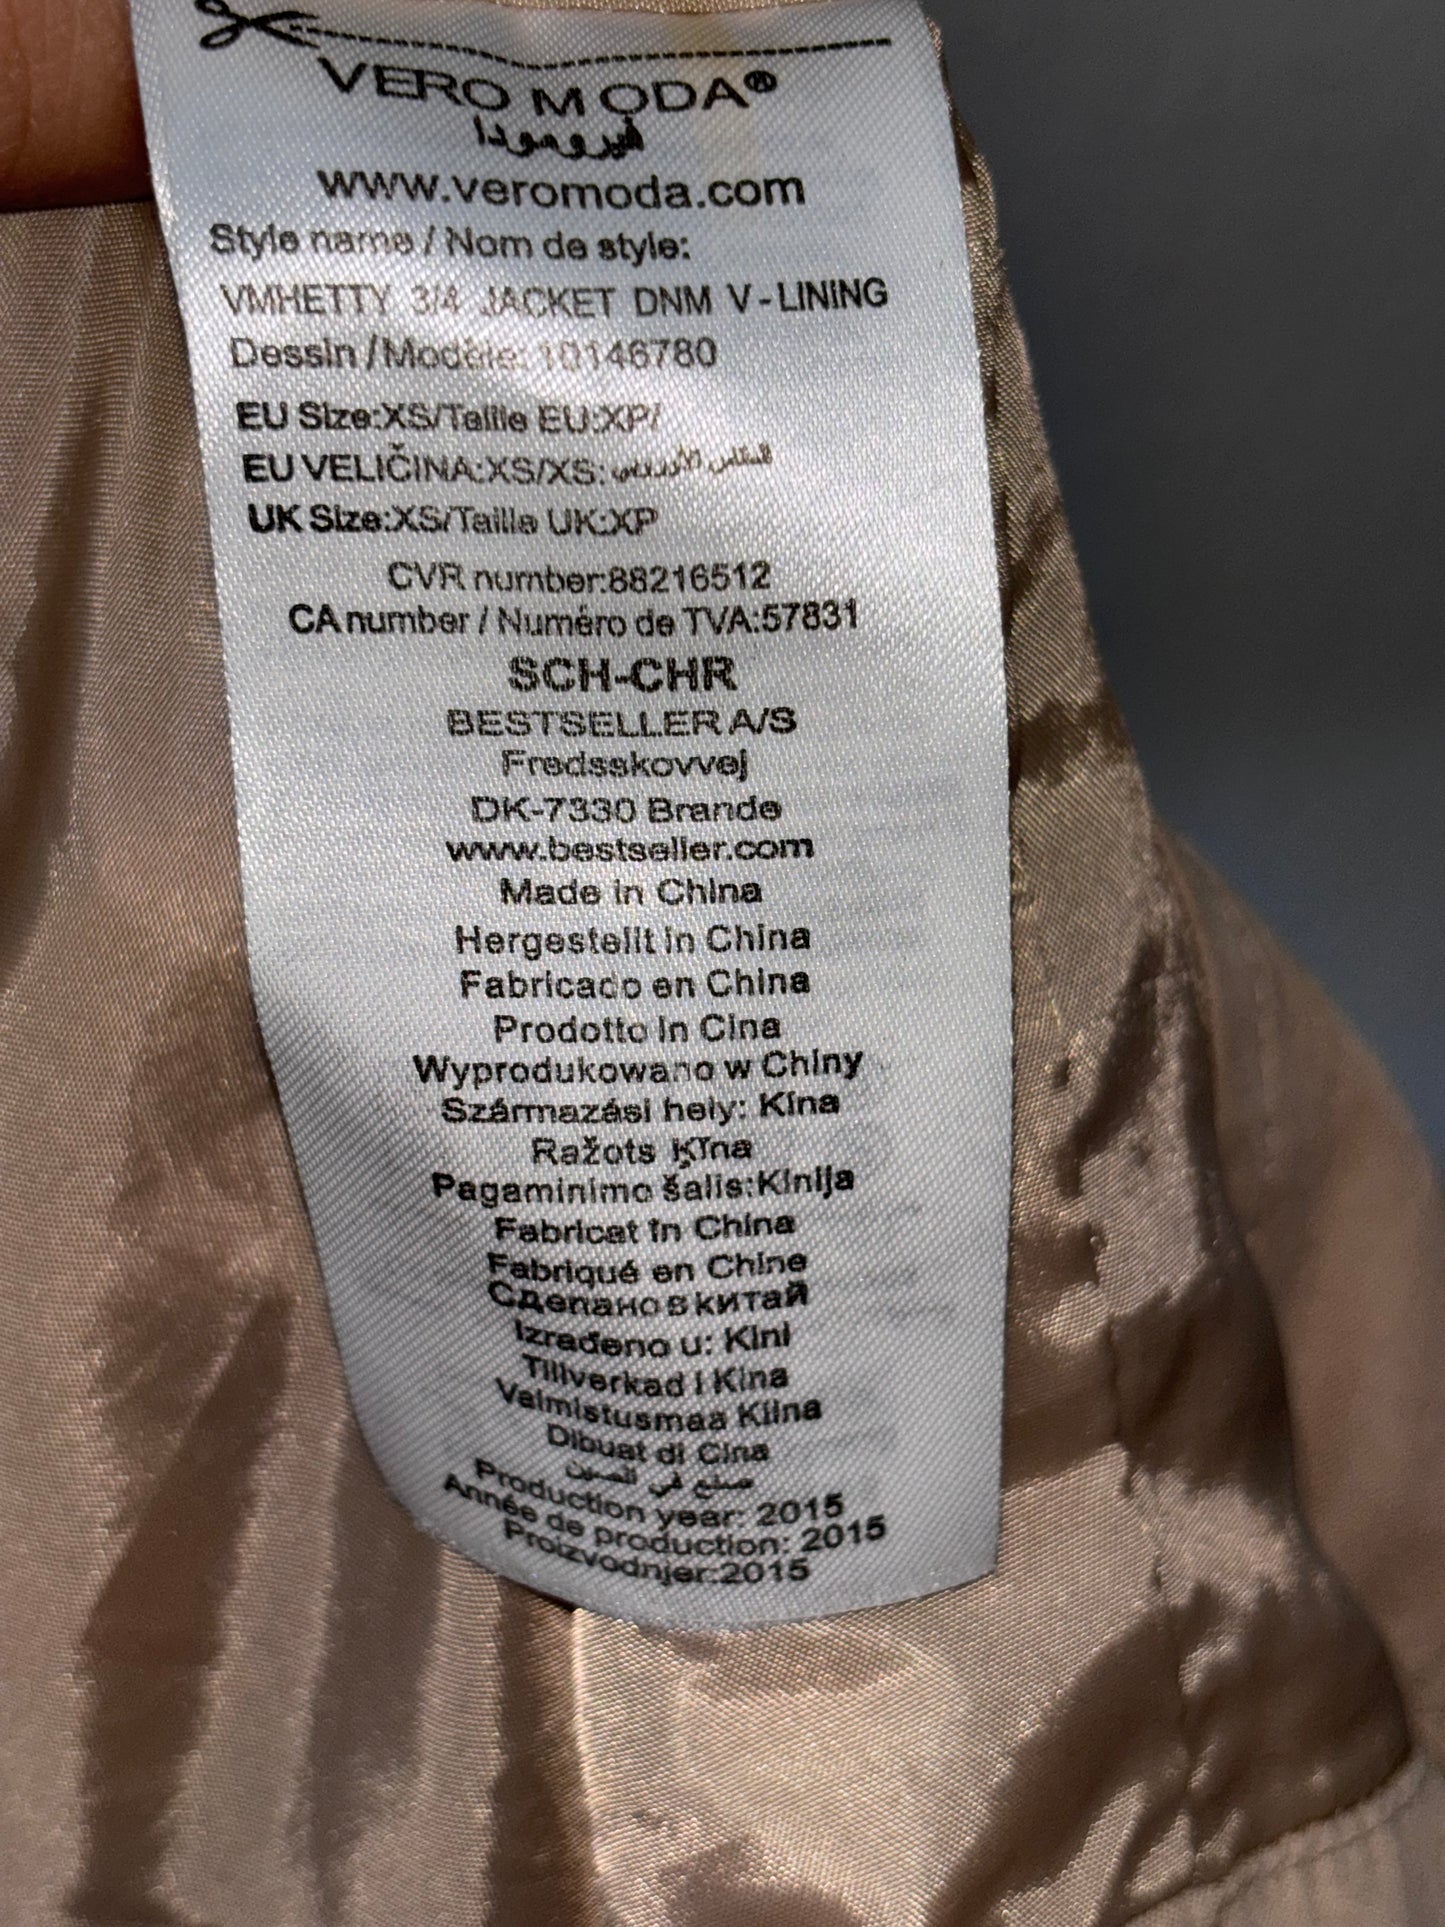 VERO MODA®
فيرومودا
www.veromoda.com
Style name / Nom de style:
VMHETTY 3/4 JACKET DNM V-LINING
Dessin / Modèle: 10146780
EU Size:XS/Taille EU:XP/
EU VELIČINA:XS/XS:المقاس الأوروبي
UK Size:XS/Taille UK:XP
CVR number:88216512
CA number / Numéro de TVA:57831
SCH-CHR
BESTSELLER A/S
Fredsskovvej
DK-7330 Brande
www.bestseller.com
Made in China
Hergestellt in China
Fabricado en China
Prodotto in Cina
Wyprodukowano w Chiny
Származási hely: Kína
Ražots Ķīna
Pagaminimo šalis:Kinija
Fabricat în China
Fabriqué en Chine
Сделано в китай
Izrađeno u: Kini
Tillverkad i Kina
Valmistusmaa Kiina
Dibuat di Cina
صنع في الصين
Production year: 2015
Année de production: 2015
Proizvodnjer:2015